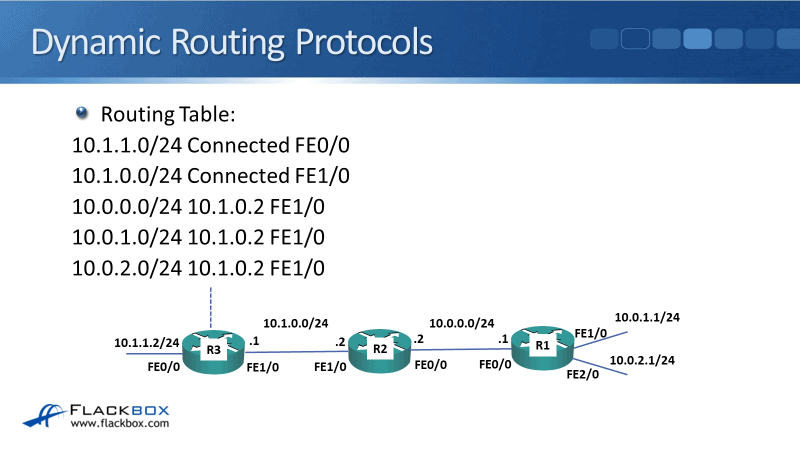 Dynamic Routing Protocols
Routing Table:
10.1.1.0/24 Connected FE0/0
10.1.0.0/24 Connected FE1/0
10.0.0.0/24 10.1.0.2 FE1/0
10.0.1.0/24 10.1.0.2 FE1/0
10.0.2.0/24 10.1.0.2 FE1/0
10.0.1.1/24
10.1.0.0/24
10.0.0.0/24
FE1/0
10.1.1.2/24
R3
.1
.2
R2
.2
.1
R1
10.0.2.1/24
FE0/0
FE1/0
FE1/0
FE0/0
FE0/0
FE2/0
FLACKBOX
www.flackbox.com